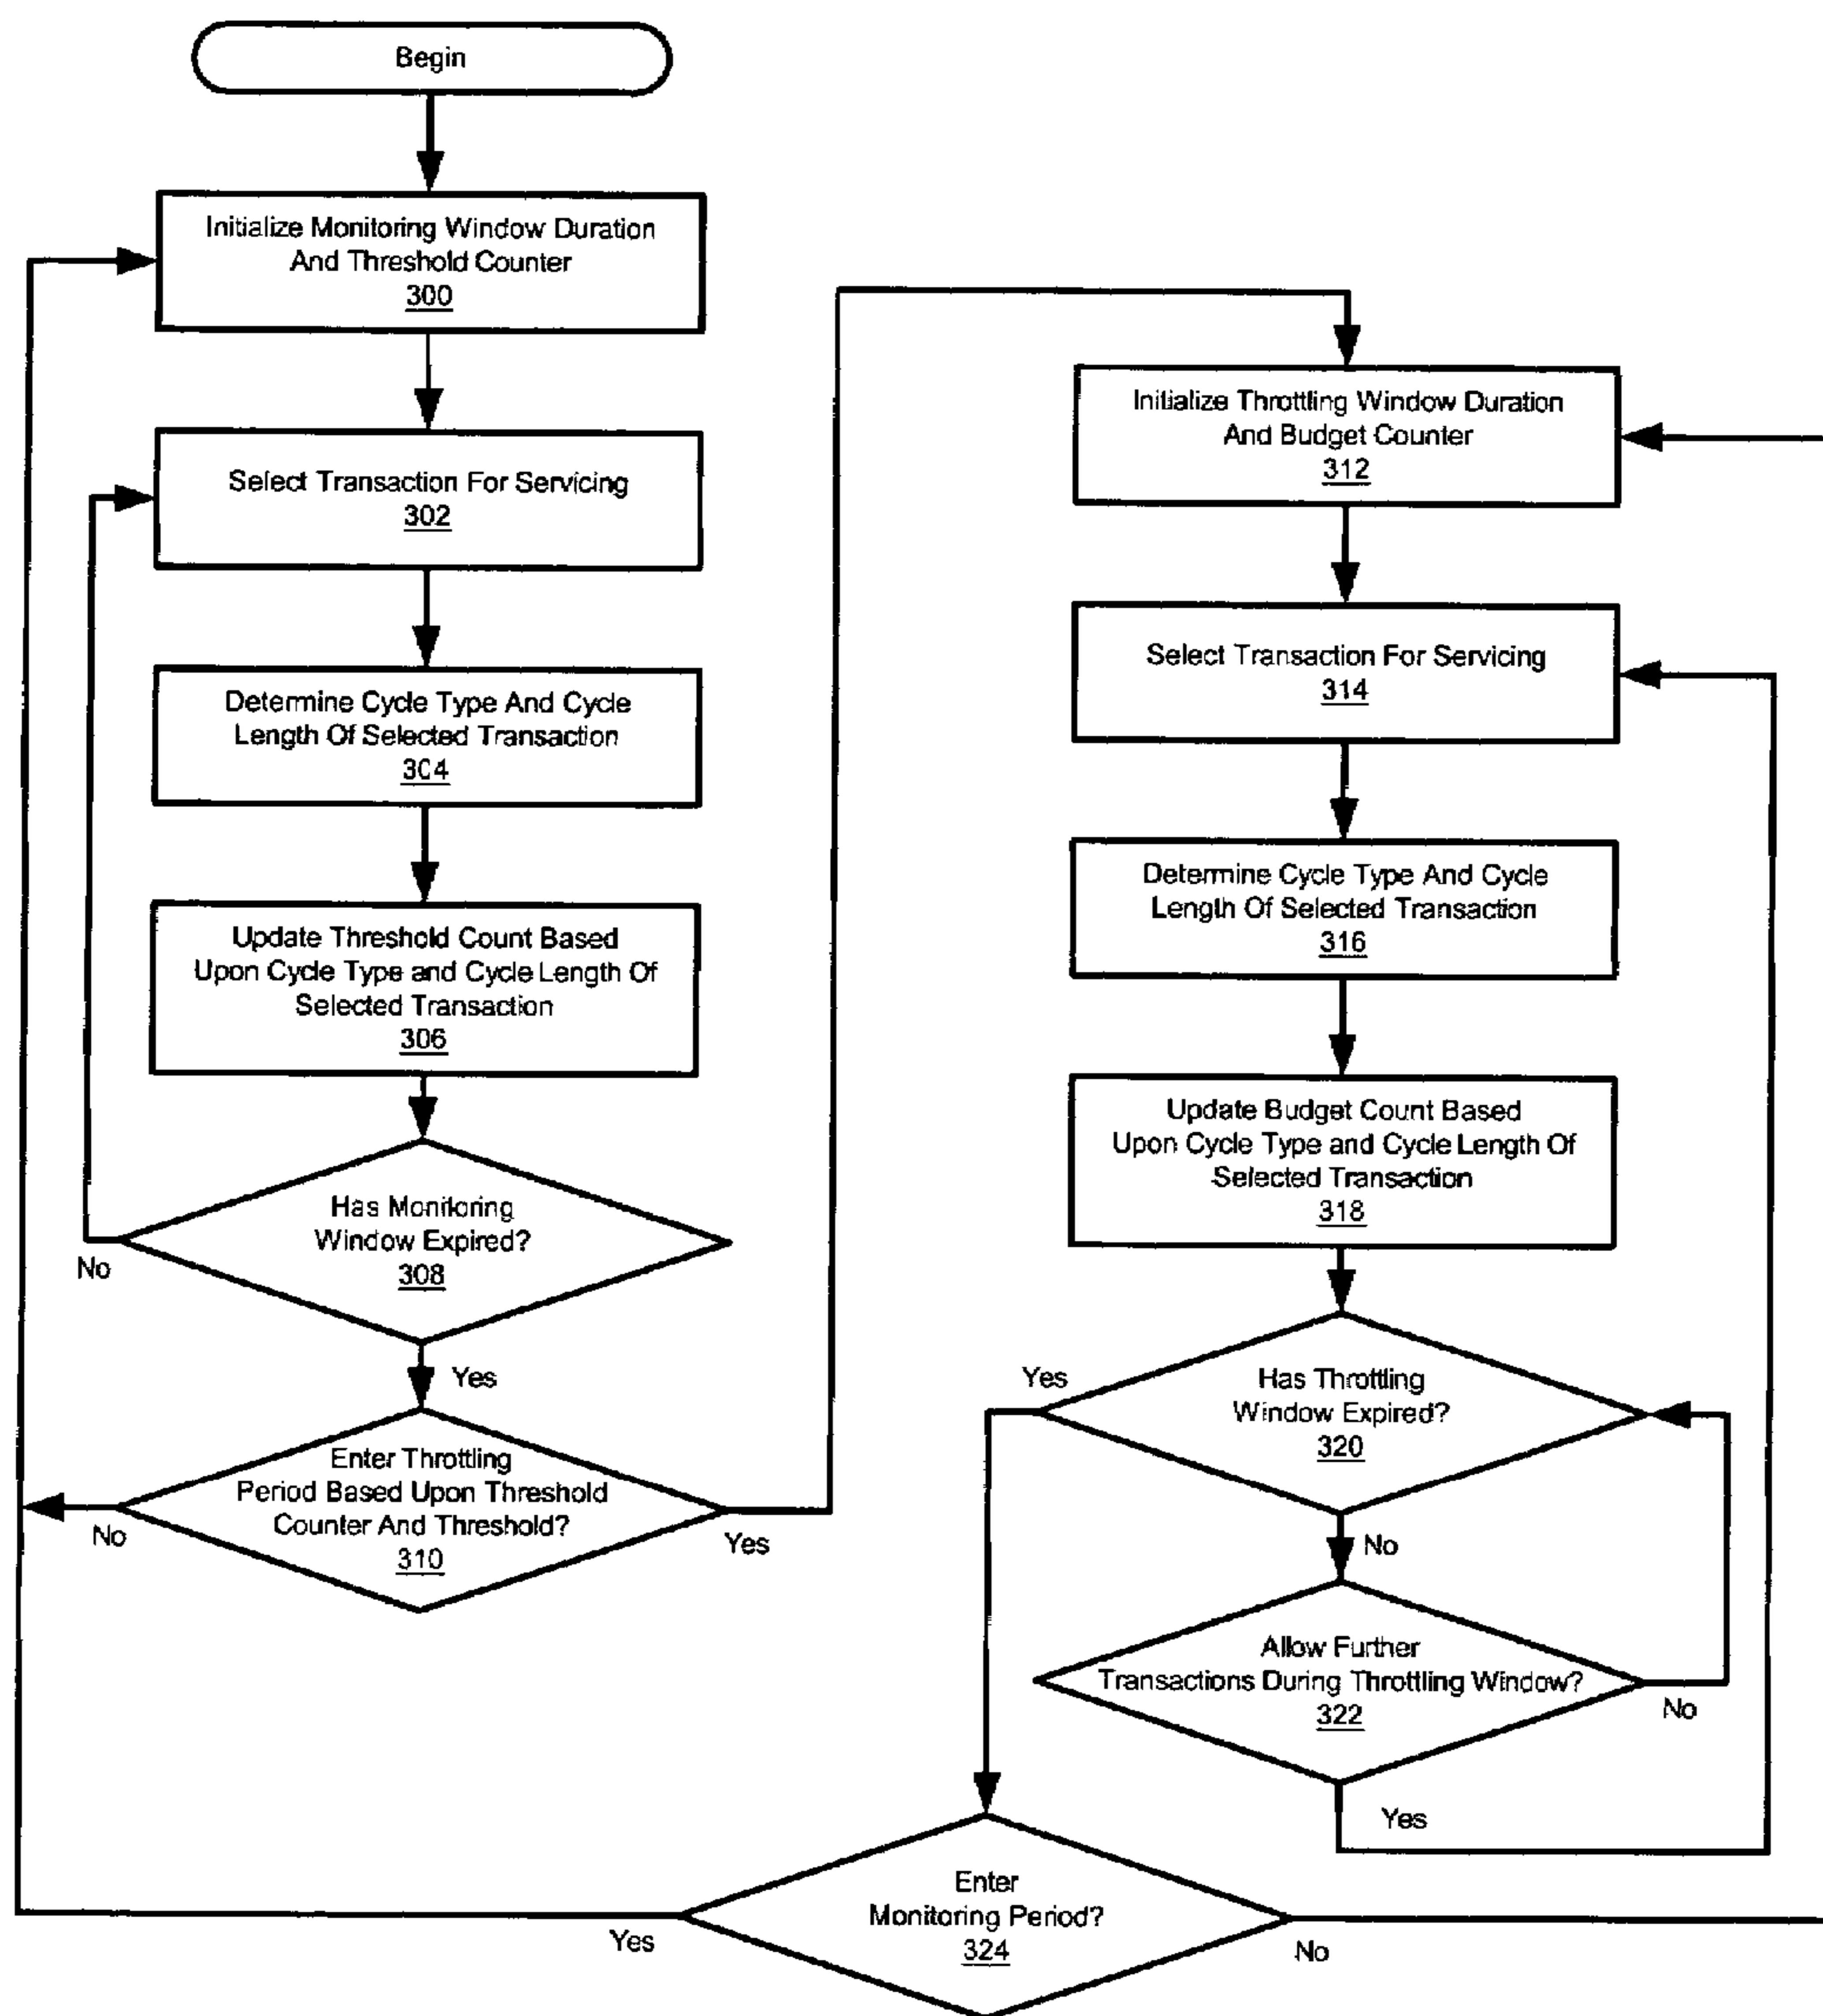 Begin
Initialize Monitoring Window Duration
And Threshold Counter
300
Select Transaction For Servicing
302
Determine Cycle Type And Cycle
Length Of Selected Transaction
304
Update Threshold Count Based
Upon Cycle Type and Cycle Length Of
Selected Transaction
306
Has Monitoring
Window Expired?
308
No
Yes
Enter Throttling
Period Based Upon Threshold
Counter And Threshold?
310
No
Yes
Initialize Throttling Window Duration
And Budget Counter
312
Select Transaction For Servicing
314
Determine Cycle Type And Cycle
Length Of Selected Transaction
316
Update Budget Count Based
Upon Cycle Type and Cycle Length Of
Selected Transaction
318
Has Throttling
Window Expired?
320
Yes
No
Allow Further
Transactions During Throttling Window?
322
No
Yes
Enter
Monitoring Period?
324
Yes
No